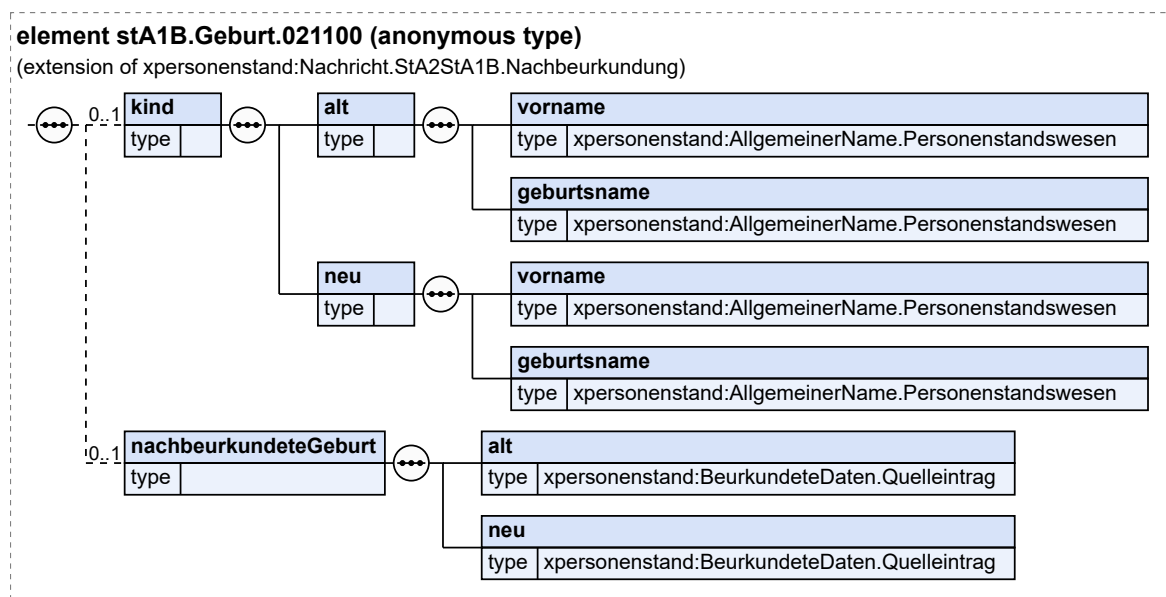 element stA1B.Geburt.021100 (anonymous type)
(extension of xpersonenstand:Nachricht.StA2StA1B.Nachbeurkundung)
0..1 kind alt vorname
type type type xpersonenstand:AllgemeinerName.Personenstandswesen
geburtsname
type xpersonenstand:AllgemeinerName.Personenstandswesen
neu vorname
type type xpersonenstand:AllgemeinerName.Personenstandswesen
geburtsname
type xpersonenstand:AllgemeinerName.Personenstandswesen
0..1 nachbeurkundeteGeburt alt
type type xpersonenstand:BeurkundeteDaten.Quelleintrag
neu
type xpersonenstand:BeurkundeteDaten.Quelleintrag